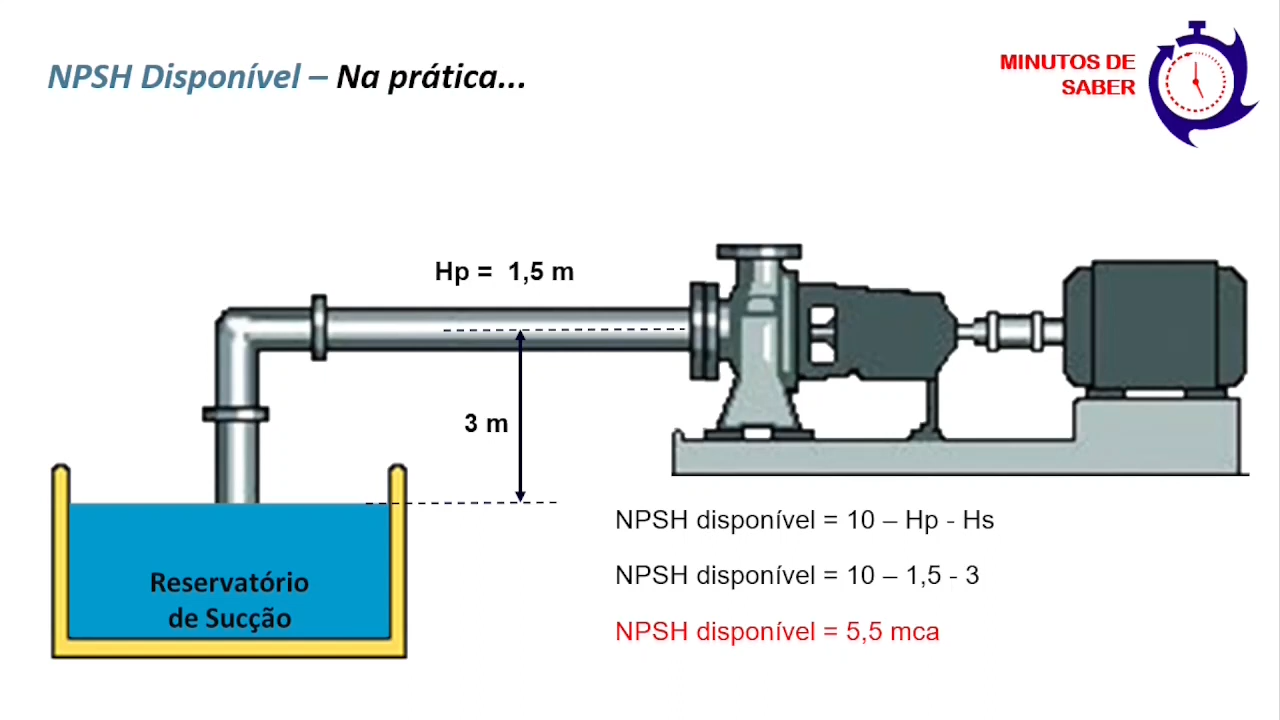 NPSH Disponível – Na prática...
MINUTOS DE
SABER
Hp = 1,5 m
3 m
Reservatório
de Sucção
NPSH disponível = 10 – Hp - Hs
NPSH disponível = 10 – 1,5 - 3
NPSH disponível = 5,5 mca